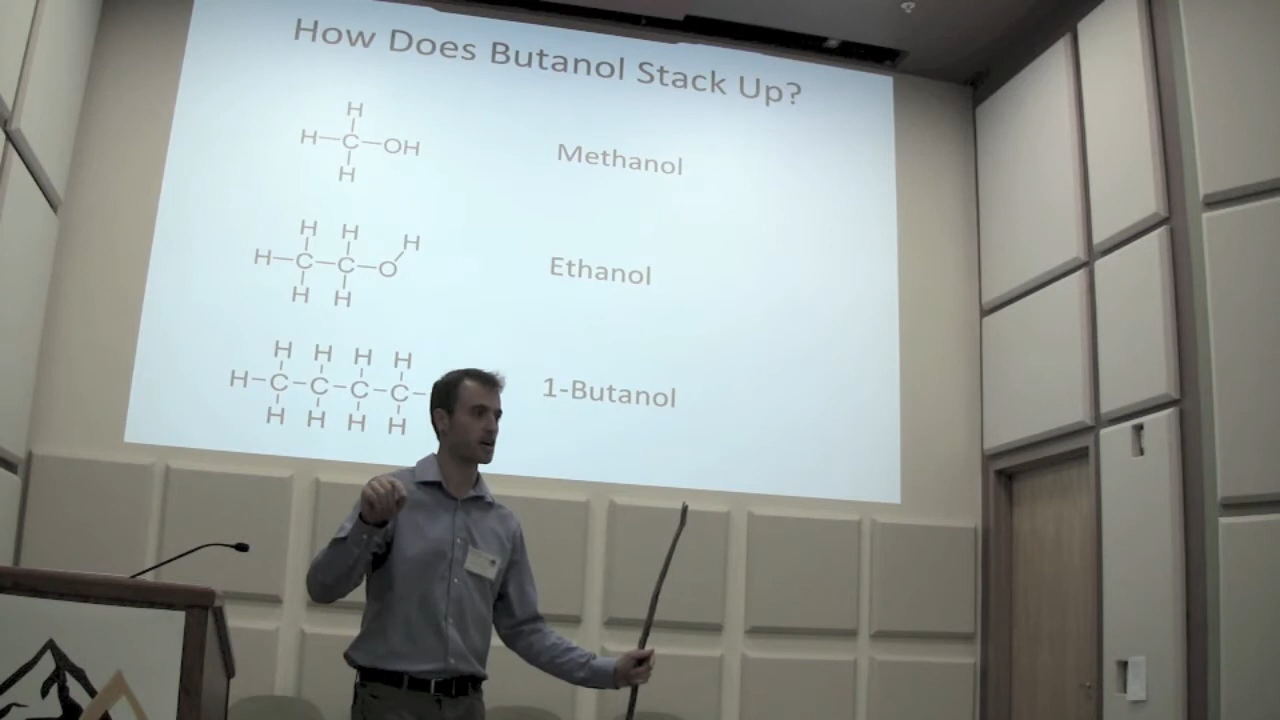 How Does Butanol Stack Up?
H
H-C-OH
H
Methanol
H H H
H-C-C-O
H H
Ethanol
H H H H
H-C-C-C-C-
H H H H
1-Butanol